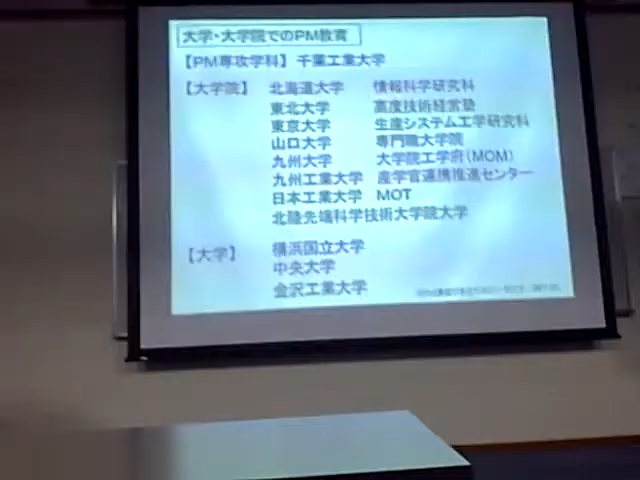 大学・大学院でのPM教育
【PM専攻学科】 千葉工業大学
【大学院】 北海道大学 情報科学研究科
東北大学 高度技術経営塾
東京大学 生産システム工学研究科
山口大学 専門職大学院
九州大学 大学院工学府(MOM)
九州工業大学 産学官連携推進センター
日本工業大学 MOT
北陸先端科学技術大学院大学
【大学】 横浜国立大学
中央大学
金沢工業大学